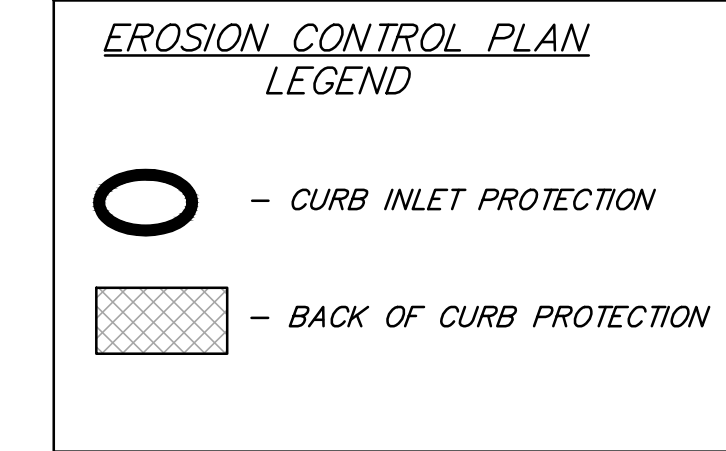 EROSION CONTROL PLAN
LEGEND
- CURB INLET PROTECTION
- BACK OF CURB PROTECTION